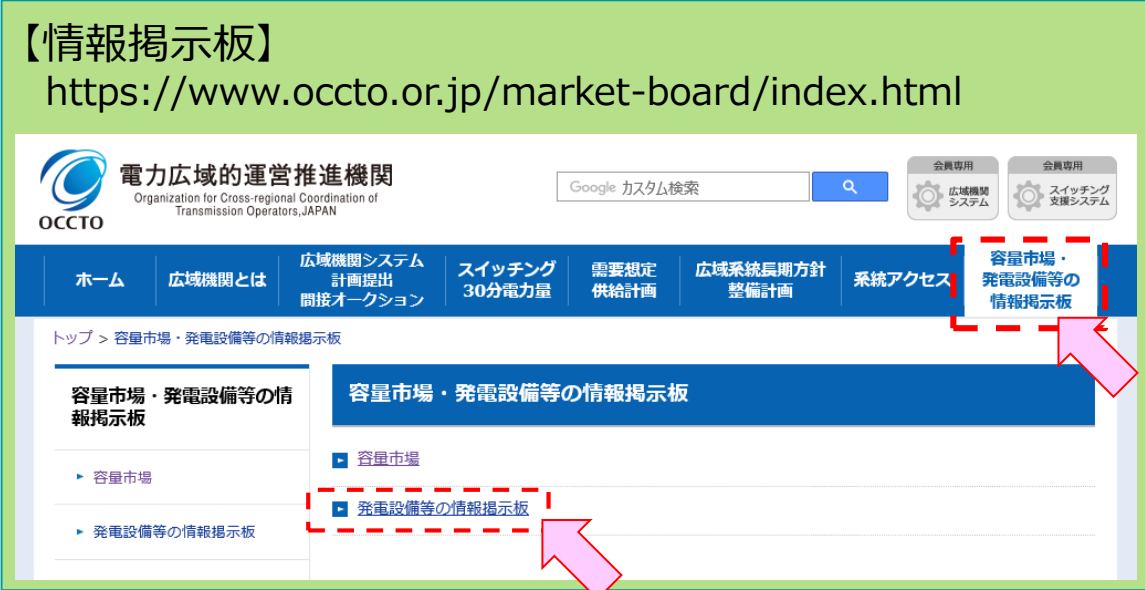 【情報掲示板】
https://www.occto.or.jp/market-board/index.html
OCCTO
電力広域的運営推進機関
Organization for Cross-regional Coordination of
Transmission Operators,JAPAN
Google カスタム検索
会員専用
広域機関
システム
会員専用
スイッチング
支援システム
ホーム
広域機関とは
広域機関システム
計画提出
間接オークション
スイッチング
30分電力量
需要想定
供給計画
広域系統長期方針
整備計画
系統アクセス
容量市場・
発電設備等の
情報掲示板
トップ > 容量市場・発電設備等の情報掲示板
容量市場・発電設備等の情
報掲示板
容量市場
発電設備等の情報掲示板
容量市場・発電設備等の情報掲示板
容量市場
発電設備等の情報掲示板